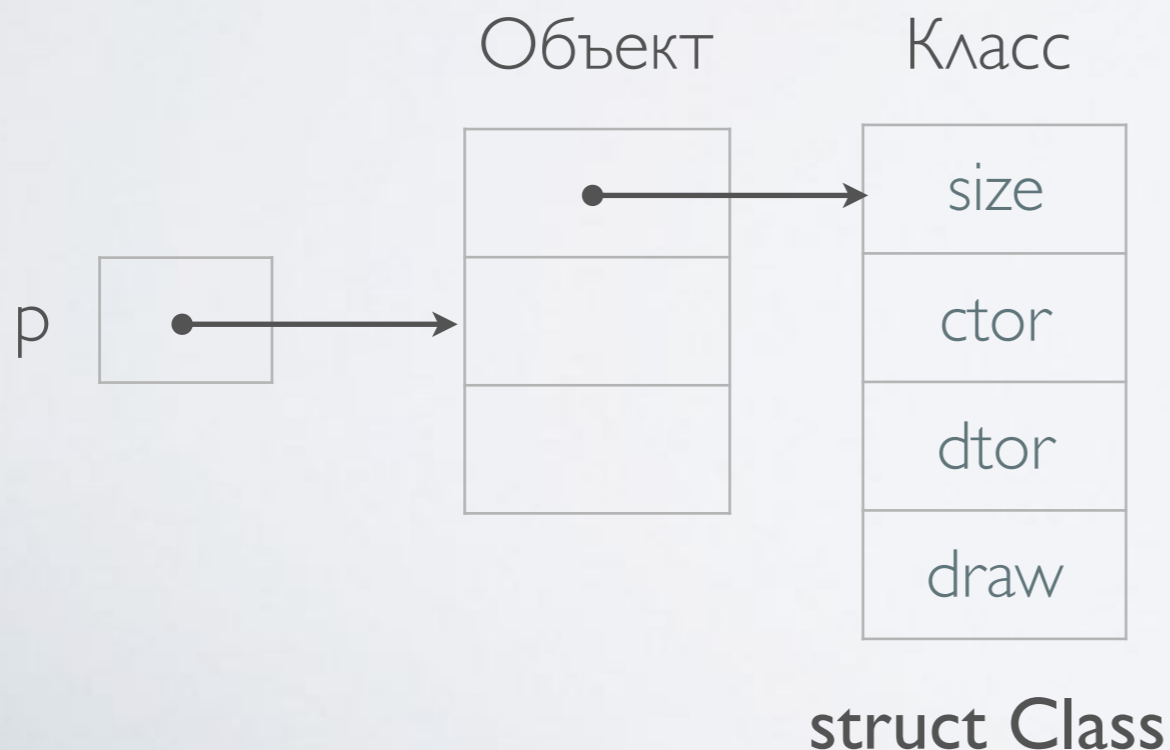 Объект Класс
size
p
ctor
dtor
draw
struct Class